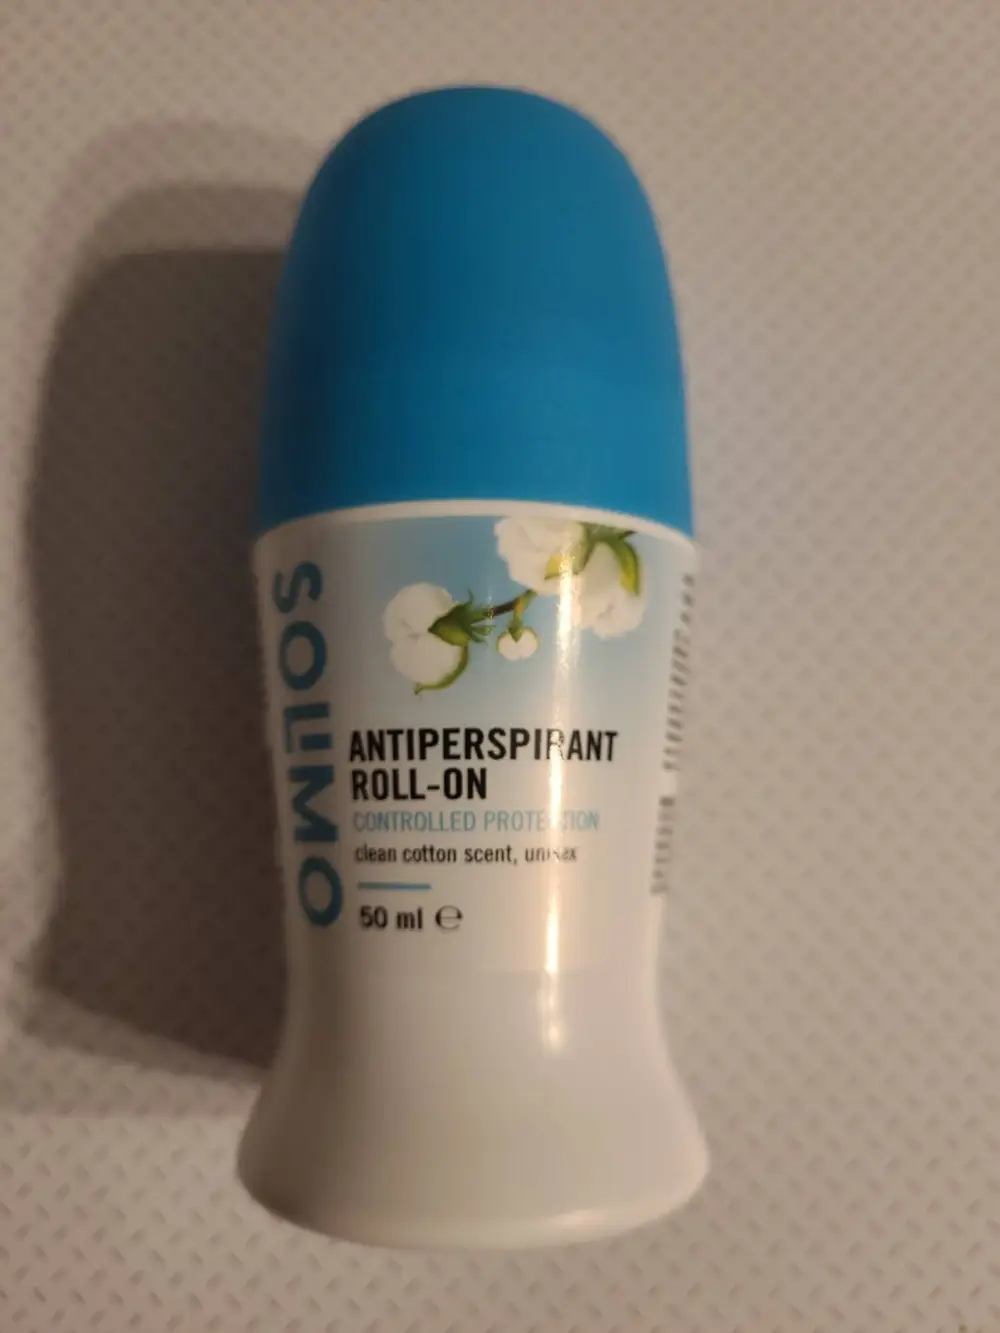 SOLIMO
ANTIPERSPIRANT
ROLL-ON
CONTROLLED PROTECTION
clean cotton scent, unisex
50 ml ℮